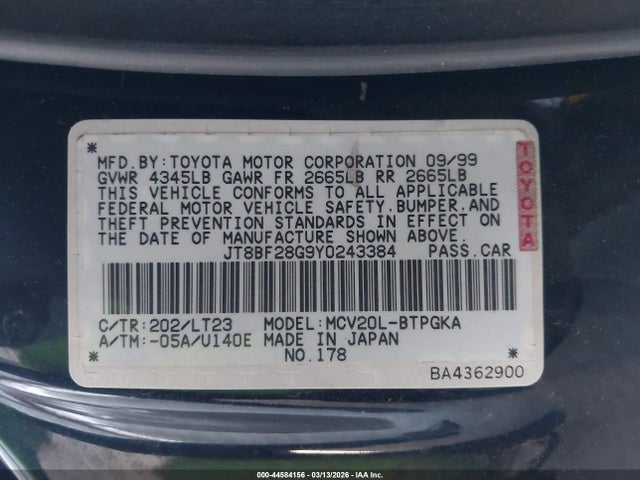 MFD. BY: TOYOTA MOTOR CORPORATION 09/99
GVWR 4345LB GAWR FR 2665LB RR 2665LB
THIS VEHICLE CONFORMS TO ALL APPLICABLE
FEDERAL MOTOR VEHICLE SAFETY, BUMPER, AND
THEFT PREVENTION STANDARDS IN EFFECT ON
THE DATE OF MANUFACTURE SHOWN ABOVE.
JT8BF28G9Y0243384 PASS. CAR
TOYOTA
C/TR: 202/LT23 MODEL: MCV20L-BTPGKA
A/TM: -05A/U140E MADE IN JAPAN
NO. 178
BA4362900
000-44584156 - 03/13/2026 - IAA Inc.